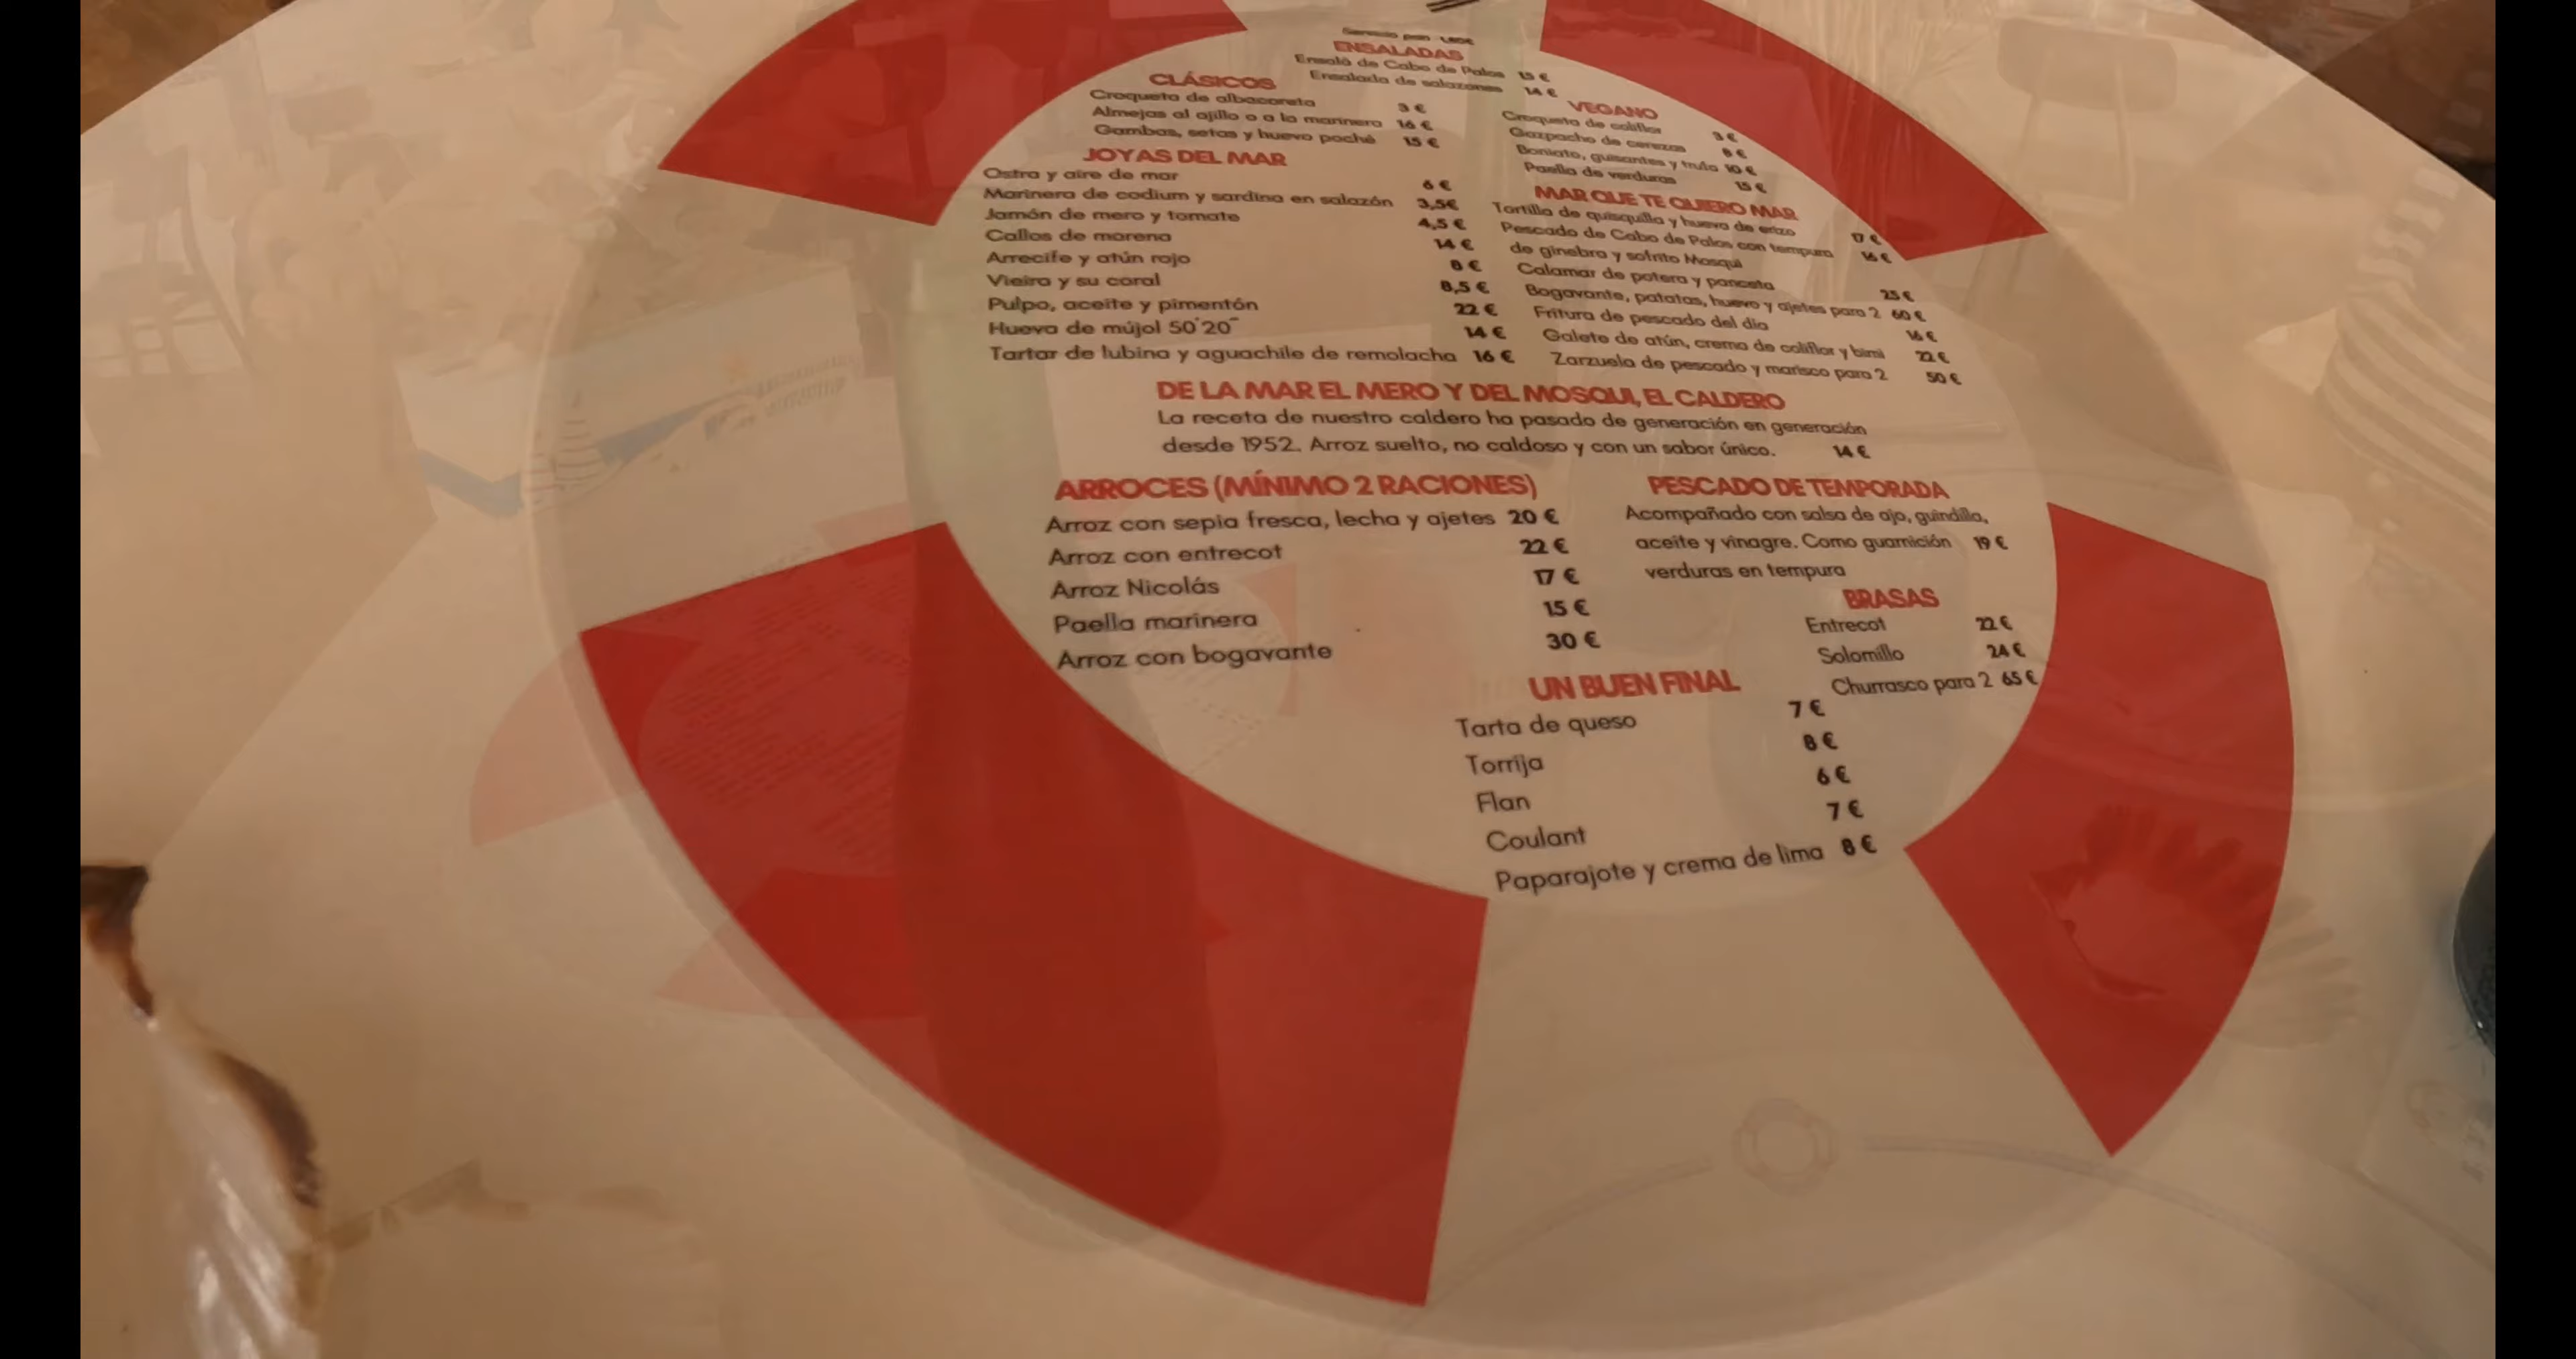 Servicio pan 1,80€
ENSALADAS
Ensalá de Cabo de Palos 13 €
Ensalada de salazones 14 €
CLÁSICOS
Croqueta de albacoreta 3 €
Almejas al ajillo o a la marinera 16 €
Gambas, setas y huevo poché 15 €
VEGANO
Croqueta de coliflor 3 €
Gazpacho de cerezas 8 €
Boniato, guisantes y trufa 10 €
Paella de verduras 15 €
JOYAS DEL MAR
Ostra y aire de mar 6 €
Marinera de codium y sardina en salazón 3,5€
Jamón de mero y tomate 4,5 €
Callos de morena 14 €
Arrecife y atún rojo 8 €
Vieira y su coral 8,5 €
Pulpo, aceite y pimentón 22 €
Hueva de mújol 50'20" 14 €
Tartar de lubina y aguachile de remolacha 16 €
MAR QUE TE QUIERO MAR
Tortilla de quisquilla y hueva de erizo 17 €
Pescado de Cabo de Palos con tempura 16 €
de ginebra y sofrito Mosqui
Calamar de potera y panceta 25 €
Bogavante, patatas, huevo y ajetes para 2 60 €
Fritura de pescado del día 16 €
Galete de atún, crema de coliflor y bimi 22 €
Zarzuela de pescado y marisco para 2 50 €
DE LA MAR EL MERO Y DEL MOSQUI, EL CALDERO
La receta de nuestro caldero ha pasado de generación en generación
desde 1952. Arroz suelto, no caldoso y con un sabor único. 14 €
ARROCES (MÍNIMO 2 RACIONES)
Arroz con sepia fresca, lecha y ajetes 20 €
Arroz con entrecot 22 €
Arroz Nicolás 17 €
Paella marinera 15 €
Arroz con bogavante 30 €
PESCADO DE TEMPORADA
Acompañado con salsa de ajo, guindilla,
aceite y vinagre. Como guarnición 19 €
verduras en tempura
BRASAS
Entrecot 22 €
Solomillo 24 €
Churrasco para 2 65 €
UN BUEN FINAL
Tarta de queso 7 €
Torrija 8 €
Flan 6 €
Coulant 7 €
Paparajote y crema de lima 8 €